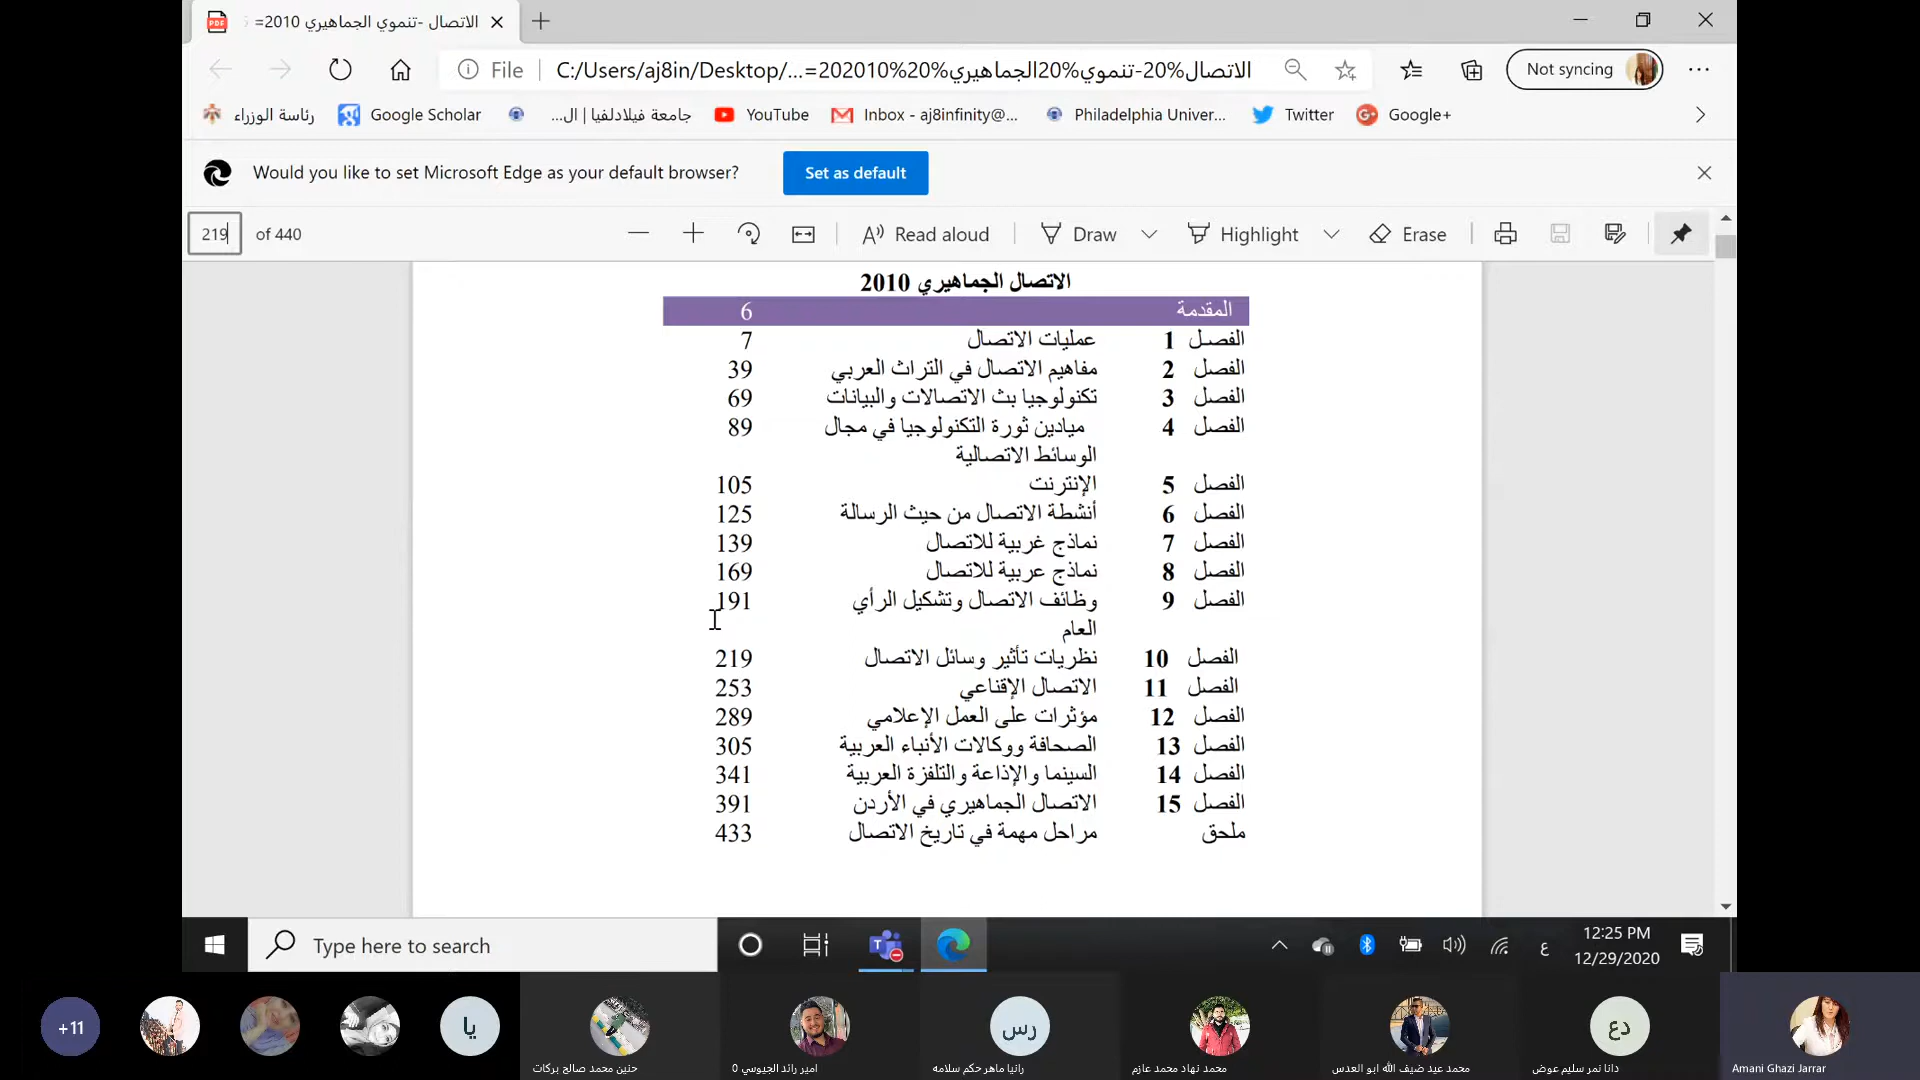 الاتصال -تنموي الجماهيري 2010=
File
C:/Users/aj8in/Desktop/...=202010%20%الاتصال%20-تنموي%20الجماهيري
Not syncing
رئاسة الوزراء
Google Scholar
جامعة فيلادلفيا | ال...
YouTube
Inbox - aj8infinity@...
Philadelphia Univer...
Twitter
Google+
Would you like to set Microsoft Edge as your default browser?
Set as default
219 of 440
Read aloud
Draw
Highlight
Erase
الاتصال الجماهيري 2010
المقدمة 6
الفصل 1 عمليات الاتصال 7
الفصل 2 مفاهيم الاتصال في التراث العربي 39
الفصل 3 تكنولوجيا بث الاتصالات والبيانات 69
الفصل 4 ميادين ثورة التكنولوجيا في مجال 89
الوسائط الاتصالية
الفصل 5 الإنترنت 105
الفصل 6 أنشطة الاتصال من حيث الرسالة 125
الفصل 7 نماذج غربية للاتصال 139
الفصل 8 نماذج عربية للاتصال 169
الفصل 9 وظائف الاتصال وتشكيل الرأي 191
العام
الفصل 10 نظريات تأثير وسائل الاتصال 219
الفصل 11 الاتصال الإقناعي 253
الفصل 12 مؤثرات على العمل الإعلامي 289
الفصل 13 الصحافة ووكالات الأنباء العربية 305
الفصل 14 السينما والإذاعة والتلفزة العربية 341
الفصل 15 الاتصال الجماهيري في الأردن 391
ملحق مراحل مهمة في تاريخ الاتصال 433
Type here to search
ع
12:25 PM
12/29/2020
+11
يا
رس
دع
حنين محمد صالح بركات
امير رائد الجيوسي 0
رانيا ماهر حكم سلامه
محمد نهاد محمد عازم
محمد عيد ضيف الله ابو العدس
دانا نمر سليم عوض
Amani Ghazi Jarrar